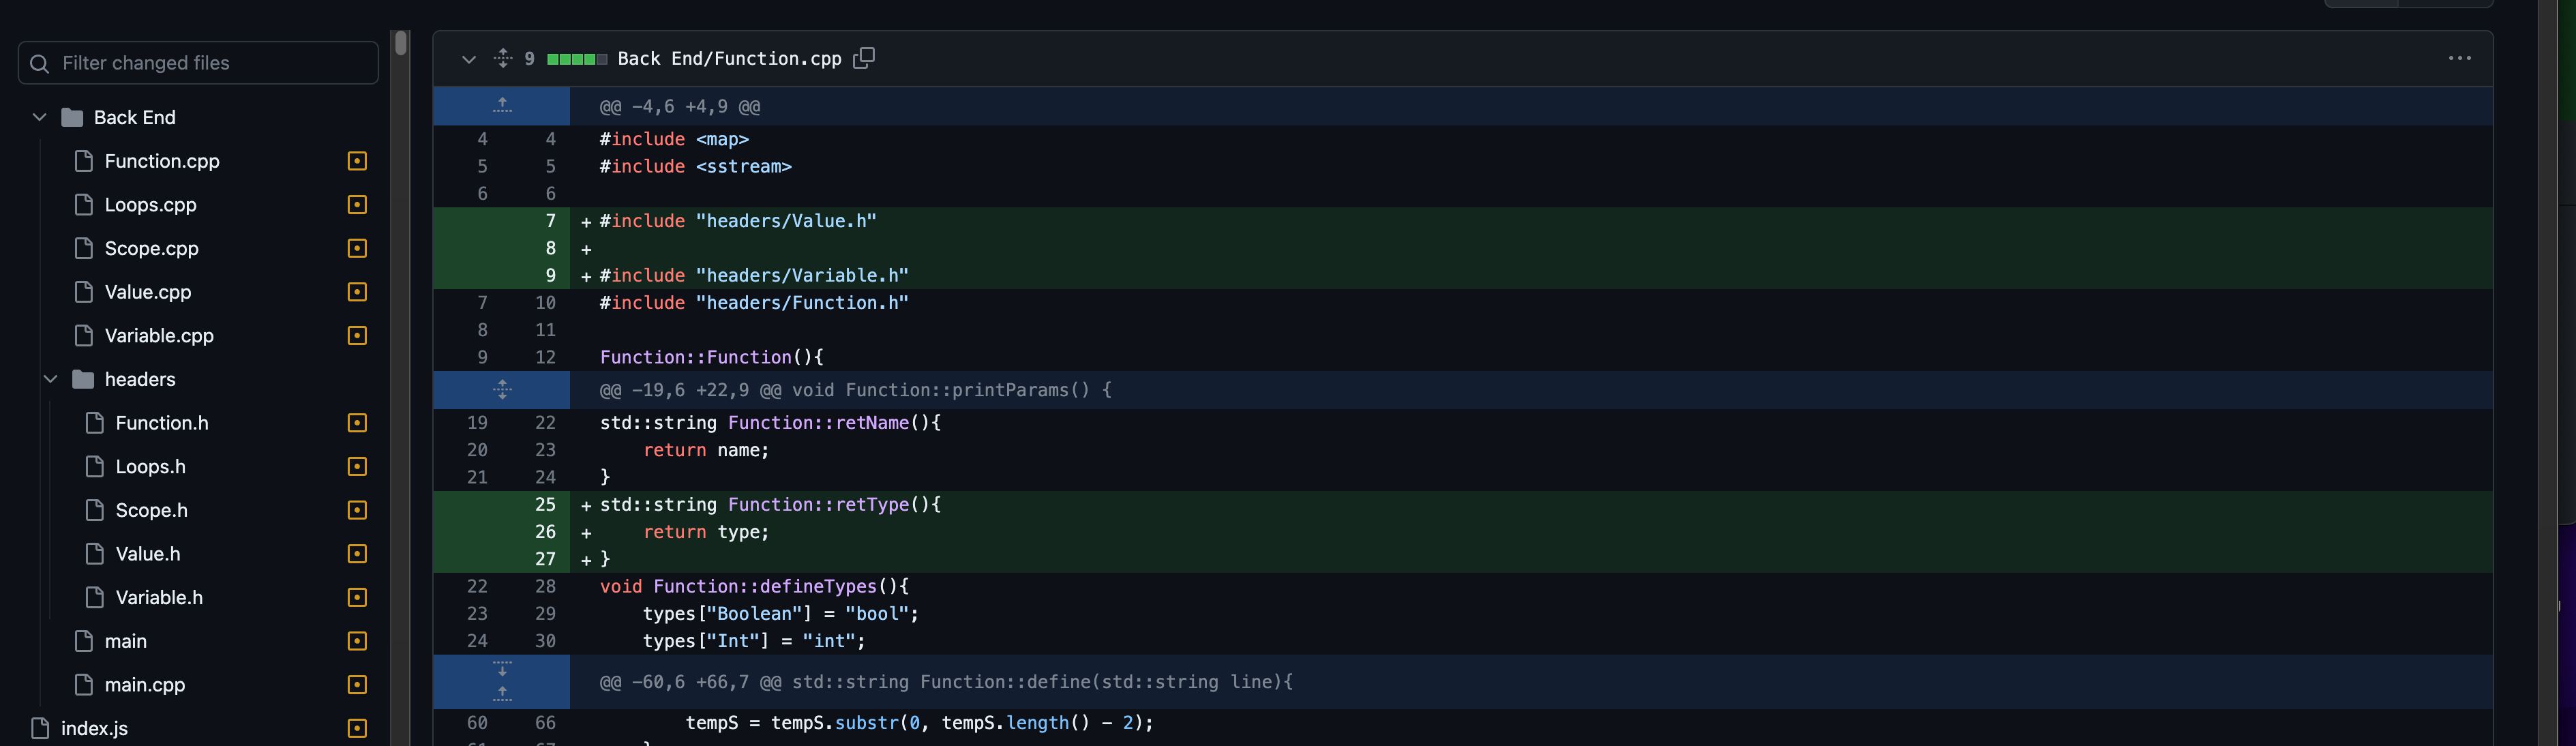 Filter changed files
Back End
Function.cpp
Loops.cpp
Scope.cpp
Value.cpp
Variable.cpp
headers
Function.h
Loops.h
Scope.h
Value.h
Variable.h
main
main.cpp
index.js
9 Back End/Function.cpp
@@ -4,6 +4,9 @@
4 4 #include <map>
5 5 #include <sstream>
6 6
7 + #include "headers/Value.h"
8 +
9 + #include "headers/Variable.h"
7 10 #include "headers/Function.h"
8 11
9 12 Function::Function(){
@@ -19,6 +22,9 @@ void Function::printParams() {
19 22 std::string Function::retName(){
20 23 return name;
21 24 }
25 + std::string Function::retType(){
26 + return type;
27 + }
22 28 void Function::defineTypes(){
23 29 types["Boolean"] = "bool";
24 30 types["Int"] = "int";
@@ -60,6 +66,7 @@ std::string Function::define(std::string line){
60 66 tempS = tempS.substr(0, tempS.length() - 2);